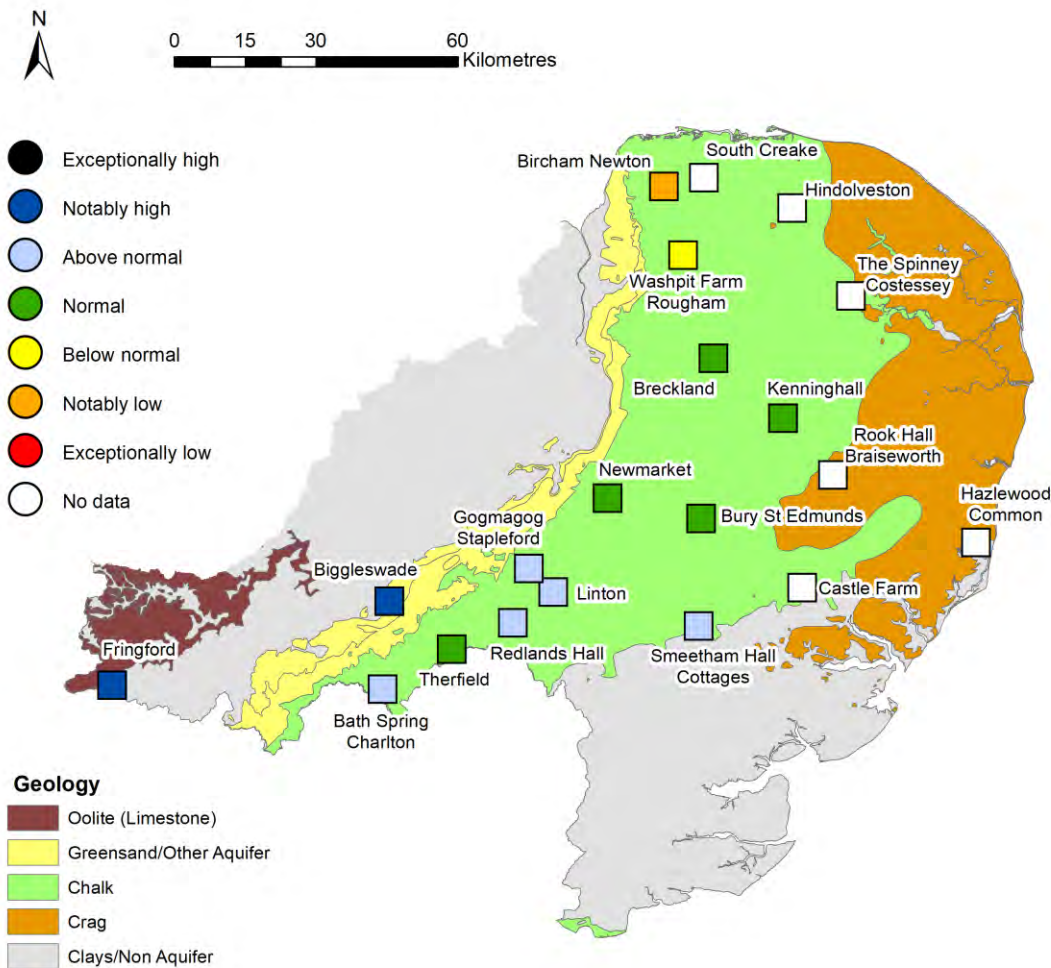 N
0 15 30 60
Kilometres
Exceptionally high
Notably high
Above normal
Normal
Below normal
Notably low
Exceptionally low
No data
South Creake
Bircham Newton
Hindolveston
The Spinney
Costessey
Washpit Farm
Rougham
Breckland
Kenninghall
Rook Hall
Braiseworth
Newmarket
Hazlewood
Common
Bury St Edmunds
Gogmagog
Stapleford
Biggleswade
Linton
Castle Farm
Fringford
Redlands Hall
Smeetham Hall
Cottages
Therfield
Bath Spring
Charlton
Geology
Oolite (Limestone)
Greensand/Other Aquifer
Chalk
Crag
Clays/Non Aquifer